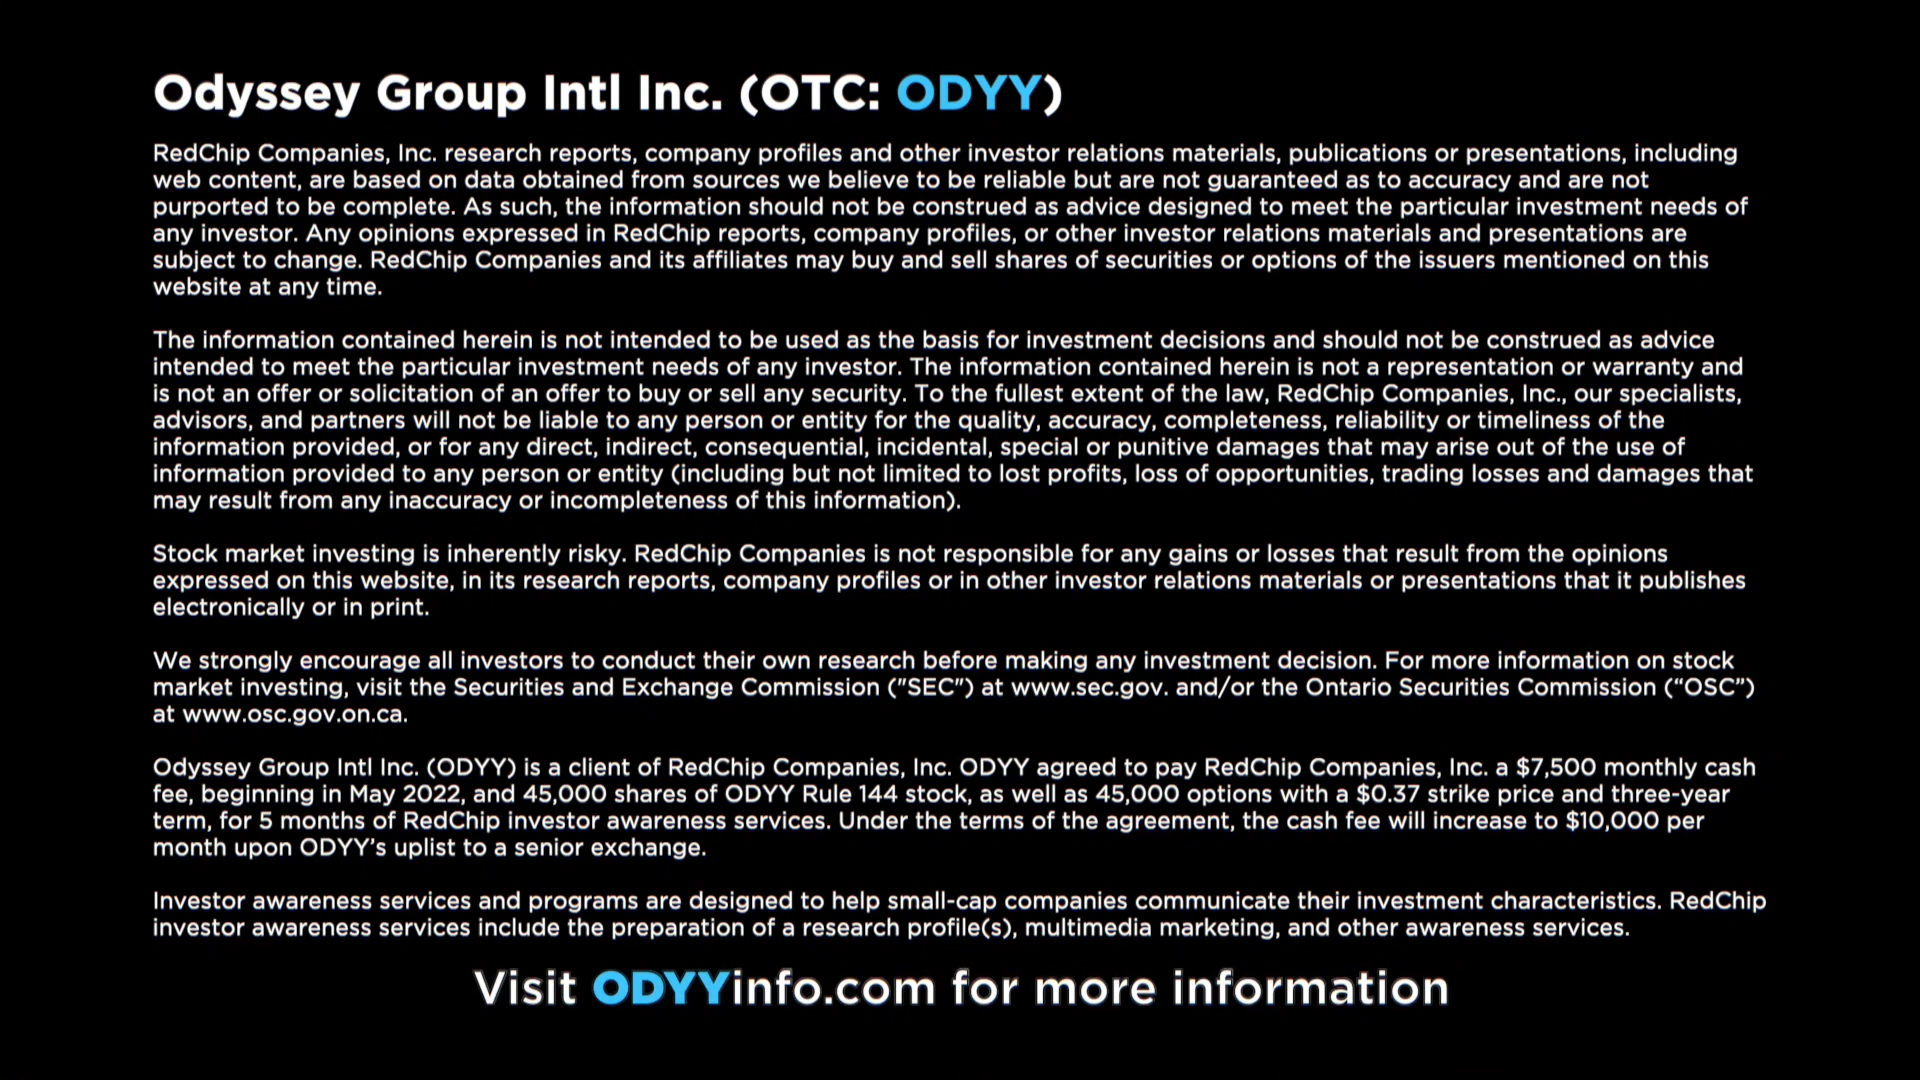 Odyssey Group Intl Inc. (OTC: ODYY)
RedChip Companies, Inc. research reports, company profiles and other investor relations materials, publications or presentations, including
web content, are based on data obtained from sources we believe to be reliable but are not guaranteed as to accuracy and are not
purported to be complete. As such, the information should not be construed as advice designed to meet the particular investment needs of
any investor. Any opinions expressed in RedChip reports, company profiles, or other investor relations materials and presentations are
subject to change. RedChip Companies and its affiliates may buy and sell shares of securities or options of the issuers mentioned on this
website at any time.
The information contained herein is not intended to be used as the basis for investment decisions and should not be construed as advice
intended to meet the particular investment needs of any investor. The information contained herein is not a representation or warranty and
is not an offer or solicitation of an offer to buy or sell any security. To the fullest extent of the law, RedChip Companies, Inc., our specialists,
advisors, and partners will not be liable to any person or entity for the quality, accuracy, completeness, reliability or timeliness of the
information provided, or for any direct, indirect, consequential, incidental, special or punitive damages that may arise out of the use of
information provided to any person or entity (including but not limited to lost profits, loss of opportunities, trading losses and damages that
may result from any inaccuracy or incompleteness of this information).
Stock market investing is inherently risky. RedChip Companies is not responsible for any gains or losses that result from the opinions
expressed on this website, in its research reports, company profiles or in other investor relations materials or presentations that it publishes
electronically or in print.
We strongly encourage all investors to conduct their own research before making any investment decision. For more information on stock
market investing, visit the Securities and Exchange Commission ("SEC") at www.sec.gov. and/or the Ontario Securities Commission (“OSC”)
at www.osc.gov.on.ca.
Odyssey Group Intl Inc. (ODYY) is a client of RedChip Companies, Inc. ODYY agreed to pay RedChip Companies, Inc. a $7,500 monthly cash
fee, beginning in May 2022, and 45,000 shares of ODYY Rule 144 stock, as well as 45,000 options with a $0.37 strike price and three-year
term, for 5 months of RedChip investor awareness services. Under the terms of the agreement, the cash fee will increase to $10,000 per
month upon ODYY’s uplist to a senior exchange.
Investor awareness services and programs are designed to help small-cap companies communicate their investment characteristics. RedChip
investor awareness services include the preparation of a research profile(s), multimedia marketing, and other awareness services.
Visit ODYYinfo.com for more information